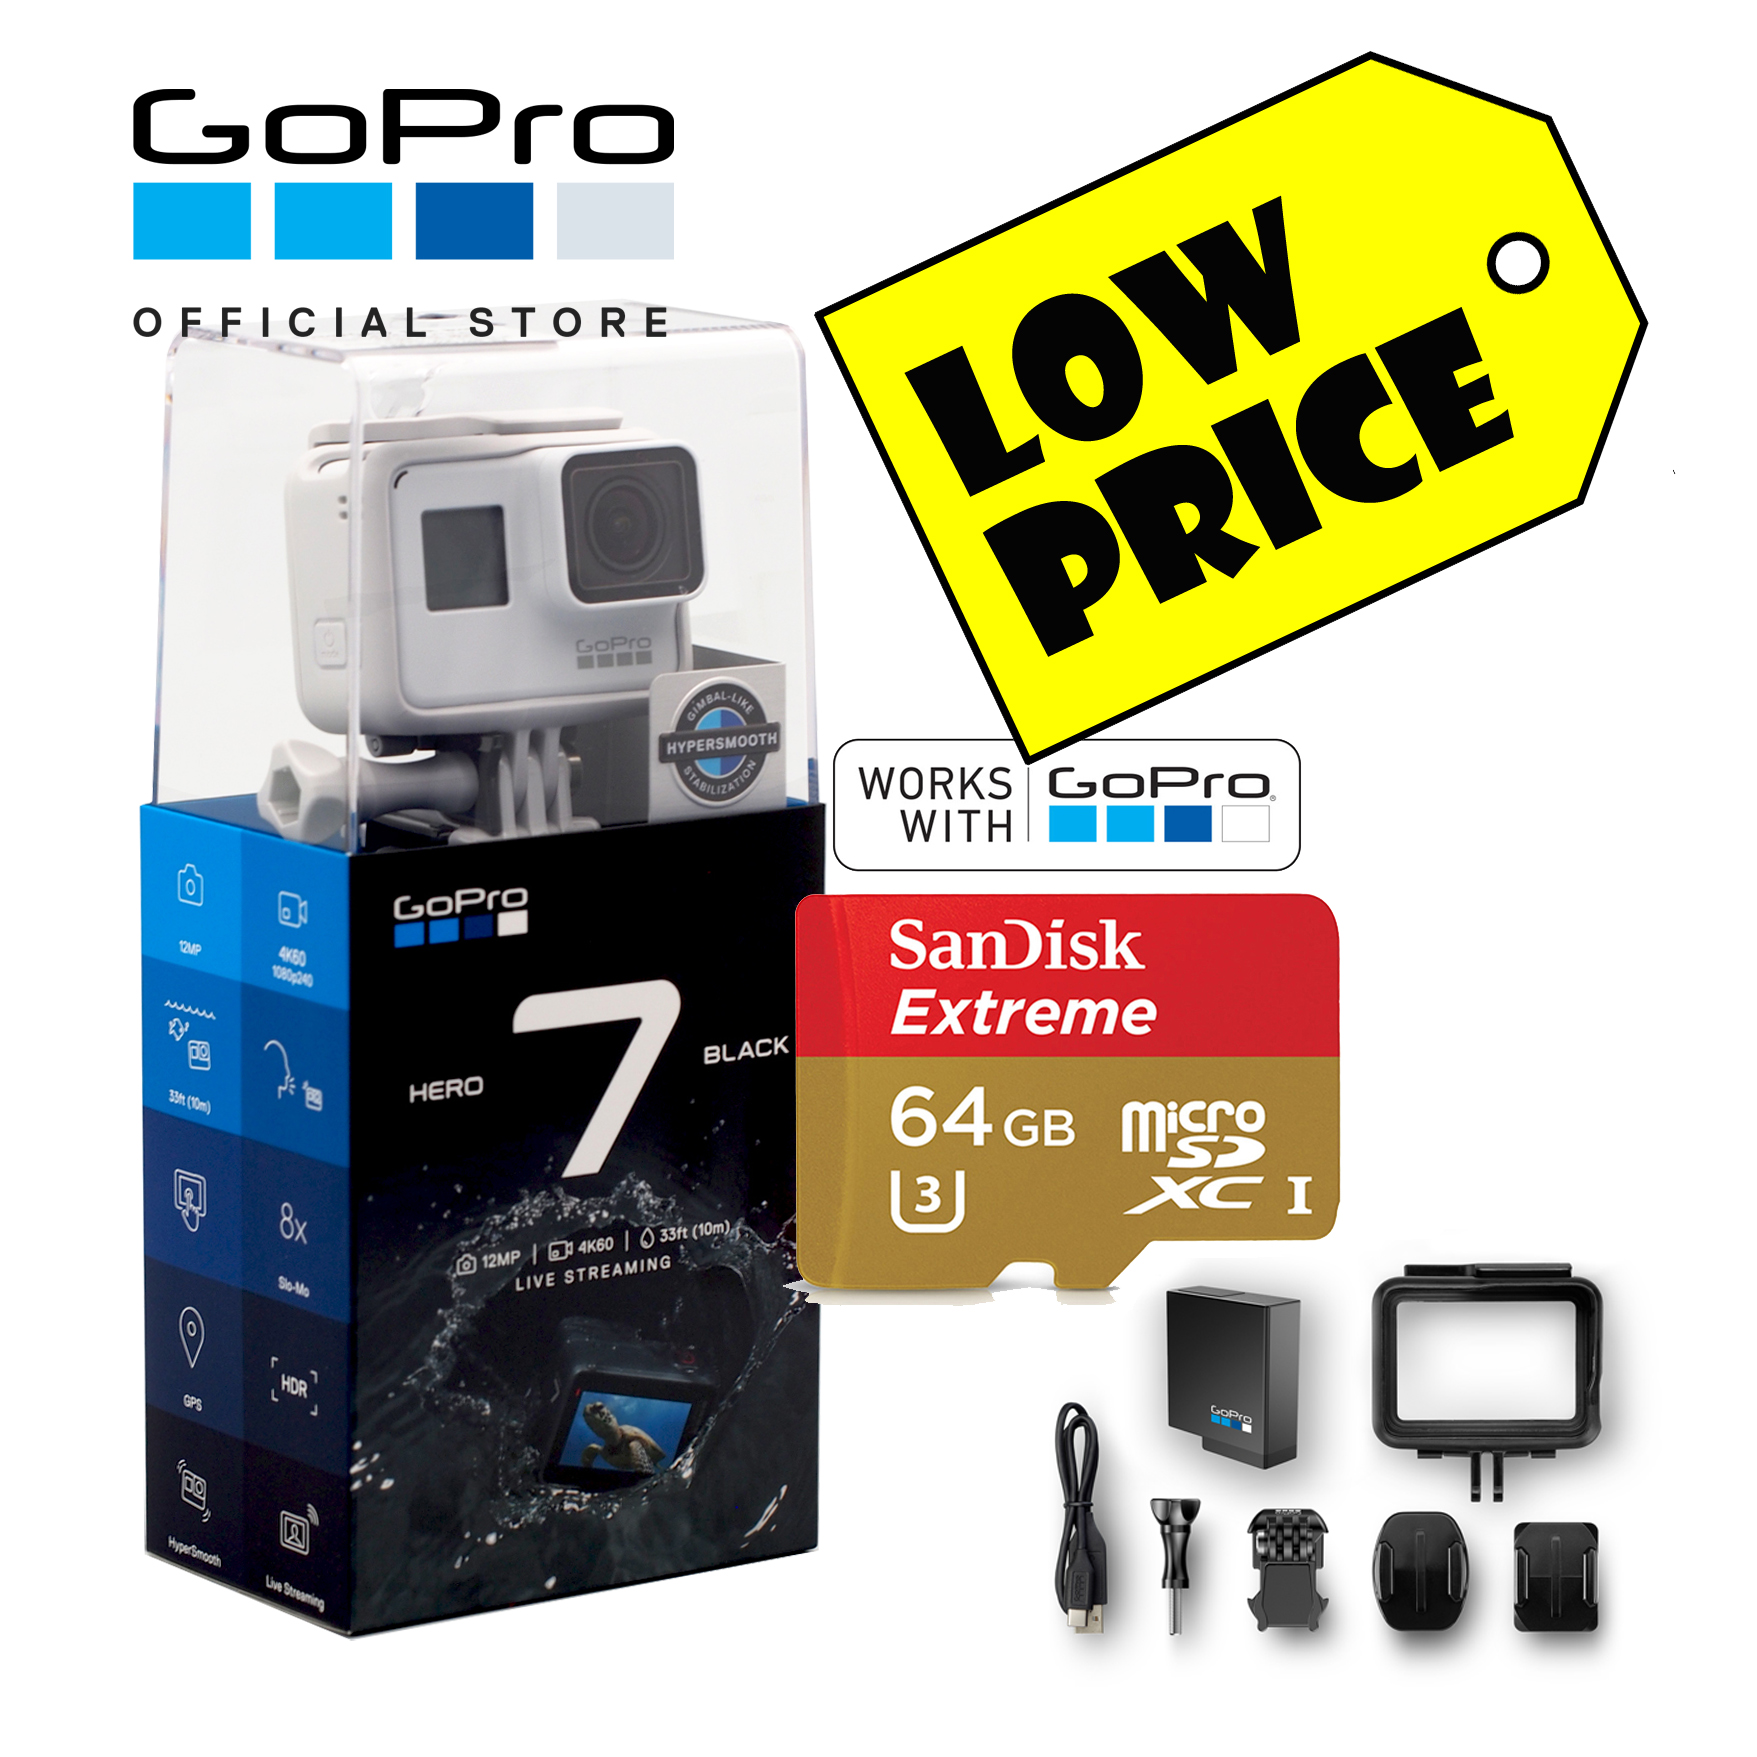 GoPro
OFFICIAL STORE
LOW
PRICE
GoPro
GIMBAL-LIKE
HYPERSMOOTH
STABILIZATION
WORKS
WITH
GoPro
GoPro
12MP
4K60
1080p240
33ft (10m)
8x
Slo-Mo
GPS
HDR
HyperSmooth
Live Streaming
HERO
7
BLACK
12MP | 4K60 | 33ft (10m)
LIVE STREAMING
SanDisk
Extreme
64 GB
micro
SD
XC I
3
GoPro